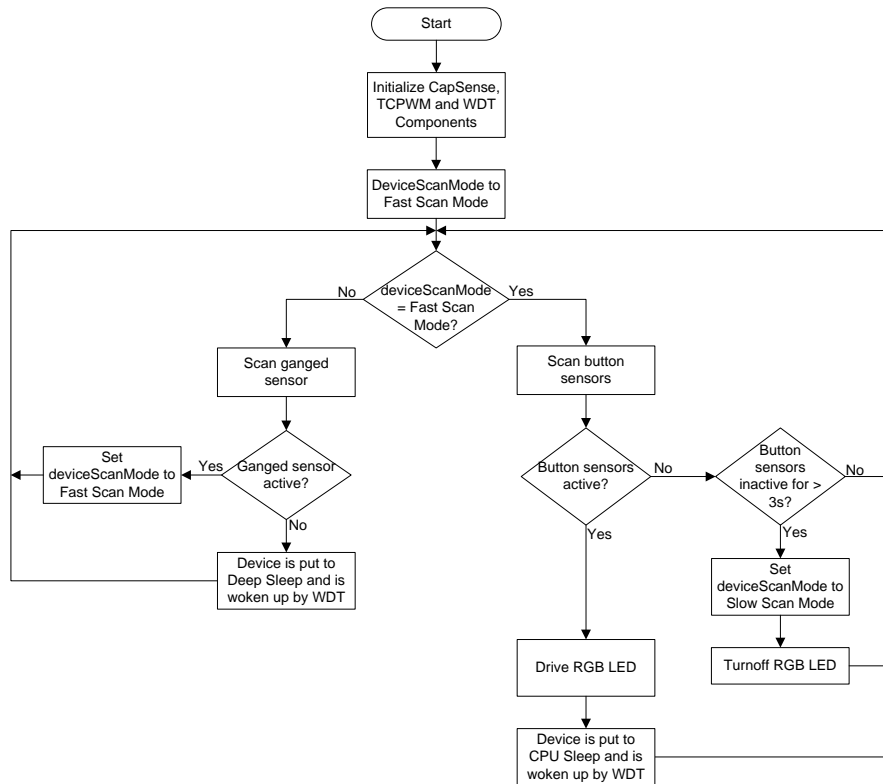 Start
Initialize CapSense,
TCPWM and WDT
Components
DeviceScanMode to
Fast Scan Mode
deviceScanMode
= Fast Scan
Mode?
No
Yes
Scan ganged
sensor
Scan button
sensors
Set
deviceScanMode to
Fast Scan Mode
Yes
Ganged sensor
active?
No
Button sensors
active?
No
Yes
Button
sensors
inactive for >
3s?
No
Yes
Device is put to
Deep Sleep and is
woken up by WDT
Set
deviceScanMode to
Slow Scan Mode
Drive RGB LED
Turnoff RGB LED
Device is put to
CPU Sleep and is
woken up by WDT